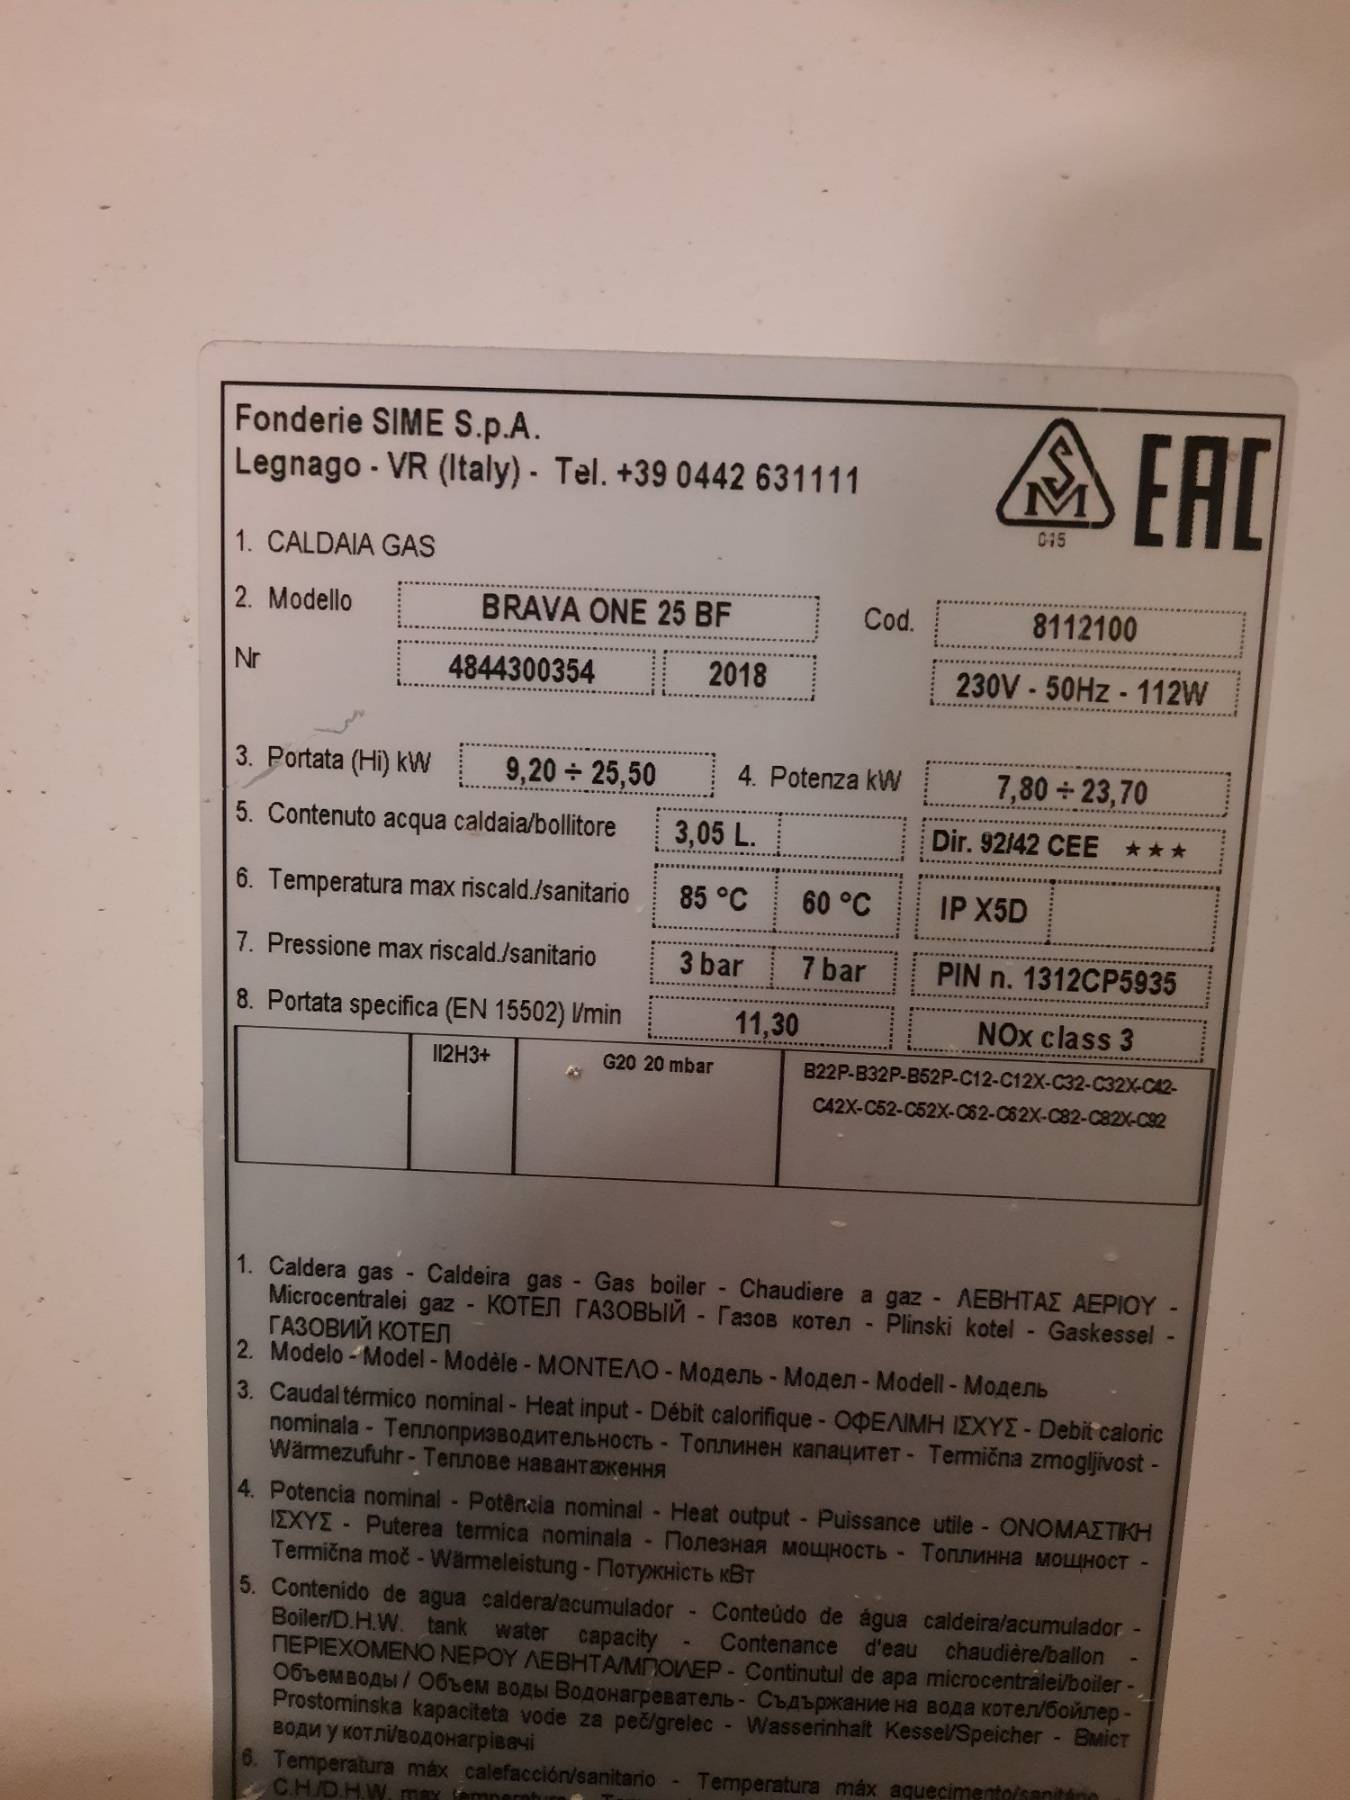 Fonderie SIME S.p.A.
Legnago - VR (Italy) - Tel. +39 0442 631111
SM
015
EAC
1. CALDAIA GAS
2. Modello BRAVA ONE 25 BF Cod. 8112100
Nr 4844300354 2018 230V - 50Hz - 112W
3. Portata (Hi) kW 9,20 ÷ 25,50 4. Potenza kW 7,80 ÷ 23,70
5. Contenuto acqua caldaia/bollitore 3,05 L. Dir. 92/42 CEE ★★★
6. Temperatura max riscald./sanitario 85 °C 60 °C IP X5D
7. Pressione max riscald./sanitario 3 bar 7 bar PIN n. 1312CP5935
8. Portata specifica (EN 15502) l/min 11,30 NOx class 3
II2H3+ G20 20 mbar B22P-B32P-B52P-C12-C12X-C32-C32X-C42-
C42X-C52-C52X-C62-C62X-C82-C82X-C92
1. Caldera gas - Caldeira gas - Gas boiler - Chaudiere a gaz - ΛΕΒΗΤΑΣ ΑΕΡΙΟΥ -
Microcentralei gaz - КОТЕЛ ГАЗОВЫЙ - Газов котел - Plinski kotel - Gaskessel -
ГАЗОВИЙ КОТЕЛ
2. Modelo - Model - Modèle - ΜΟΝΤΕΛΟ - Модель - Модел - Modell - Модель
3. Caudal térmico nominal - Heat input - Débit calorifique - ΟΦΕΛΙΜΗ ΙΣΧΥΣ - Debit caloric
nominala - Теплопризводительность - Топлинен капацитет - Termična zmogljivost -
Wärmezufuhr - Теплове навантаження
4. Potencia nominal - Potência nominal - Heat output - Puissance utile - ΟΝΟΜΑΣΤΙΚΗ
ΙΣΧΥΣ - Puterea termica nominala - Полезная мощность - Топлинна мощност -
Termična moč - Wärmeleistung - Потужність кВт
5. Contenido de agua caldera/acumulador - Conteúdo de água caldeira/acumulador -
Boiler/D.H.W. tank water capacity - Contenance d'eau chaudière/ballon -
ΠΕΡΙΕΧΟΜΕΝΟ ΝΕΡΟΥ ΛΕΒΗΤΑ/ΜΠΟΙΛΕΡ - Continutul de apa microcentralei/boiler -
Объем воды / Объем воды Водонагреватель - Съдържание на вода котел/бойлер -
Prostominska kapaciteta vode za peč/grelec - Wasserinhalt Kessel/Speicher - Вміст
води у котлі/водонагрівачі
6. Temperatura máx calefacción/sanitario - Temperatura máx aquecimento/sanitário -
C.H./D.H.W. max temperature -